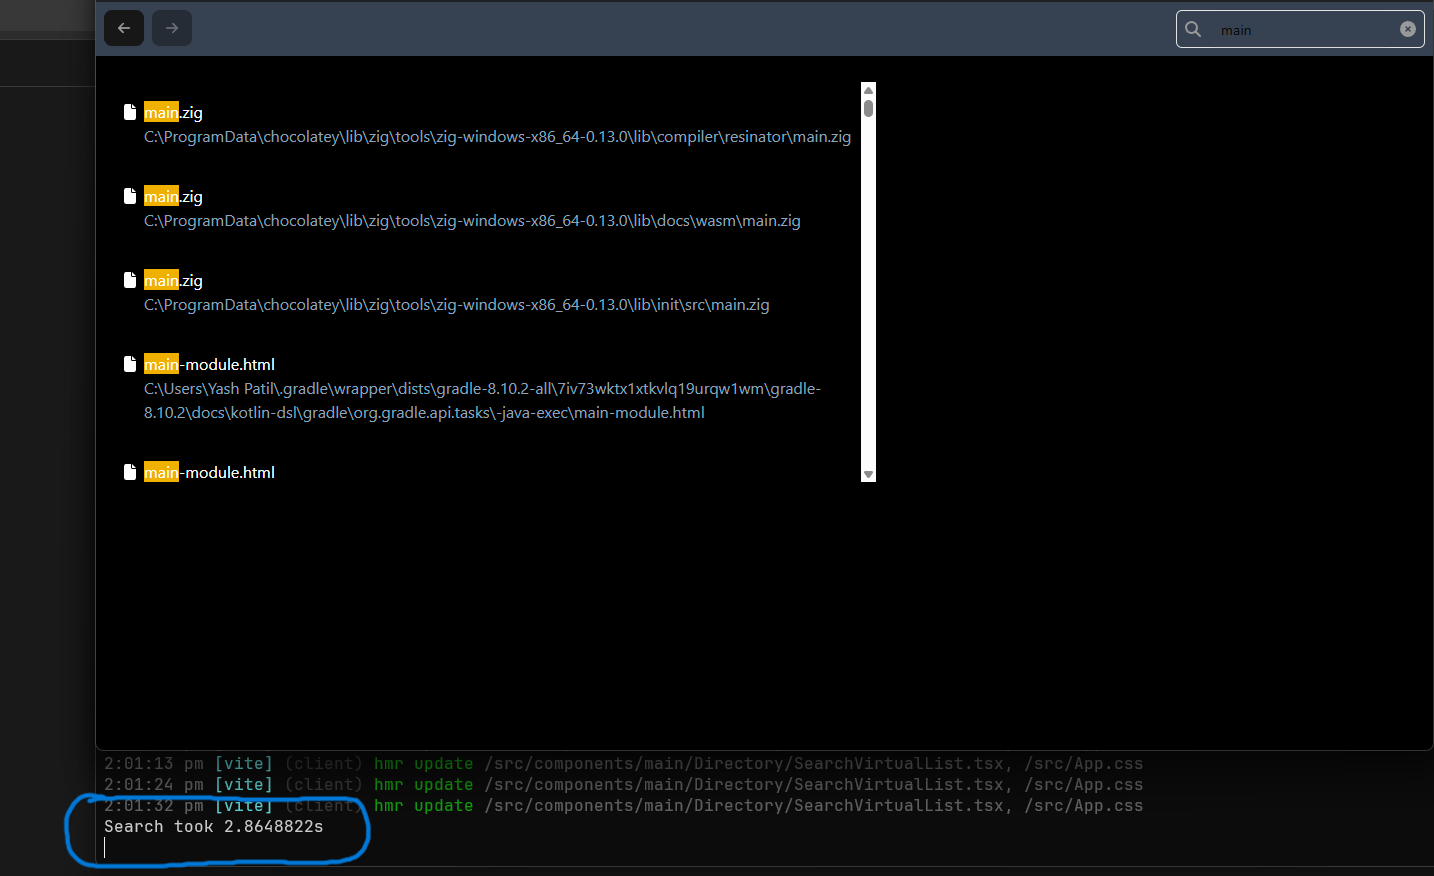 main
main.zig
C:\ProgramData\chocolatey\lib\zig\tools\zig-windows-x86_64-0.13.0\lib\compiler\resinator\main.zig
main.zig
C:\ProgramData\chocolatey\lib\zig\tools\zig-windows-x86_64-0.13.0\lib\docs\wasm\main.zig
main.zig
C:\ProgramData\chocolatey\lib\zig\tools\zig-windows-x86_64-0.13.0\lib\init\src\main.zig
main-module.html
C:\Users\Yash Patil\.gradle\wrapper\dists\gradle-8.10.2-all\7iv73wktx1xtkvlq19urqw1wm\gradle-
8.10.2\docs\kotlin-dsl\gradle\org.gradle.api.tasks\-java-exec\main-module.html
main-module.html
2:01:13 pm [vite] (client) hmr update /src/components/main/Directory/SearchVirtualList.tsx, /src/App.css
2:01:24 pm [vite] (client) hmr update /src/components/main/Directory/SearchVirtualList.tsx, /src/App.css
2:01:32 pm [vite] (client) hmr update /src/components/main/Directory/SearchVirtualList.tsx, /src/App.css
Search took 2.8648822s